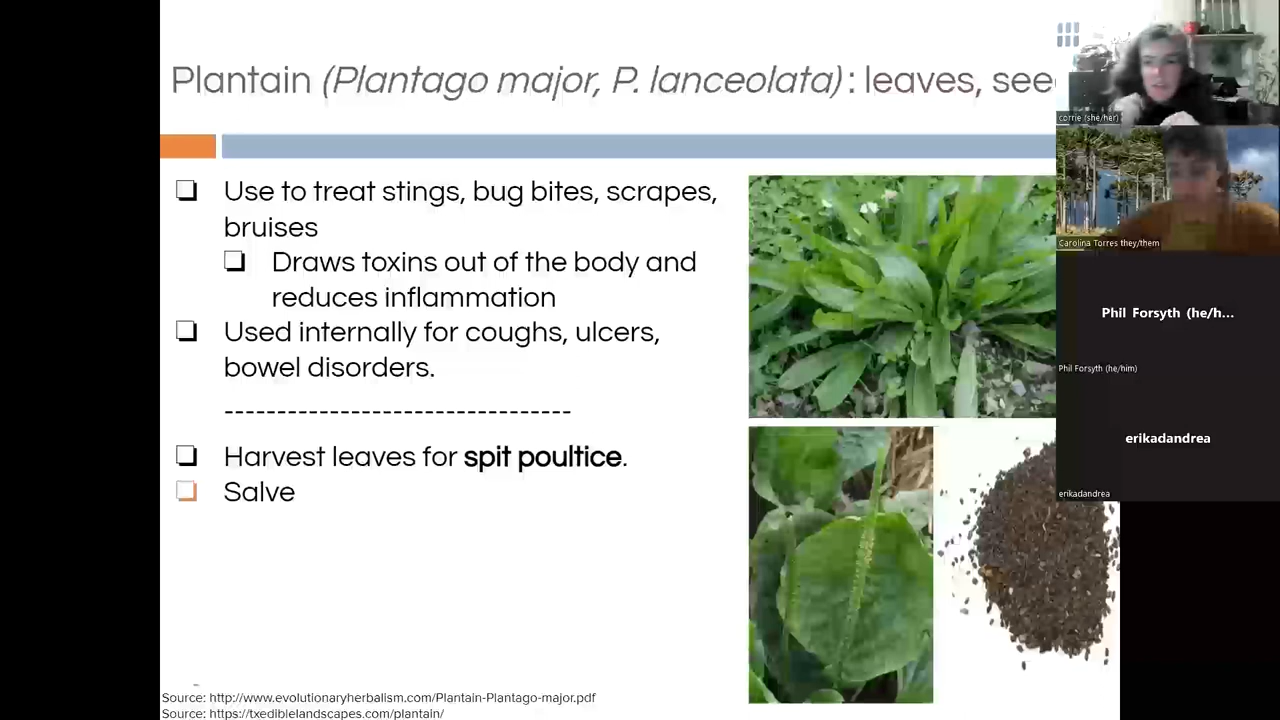 Plantain (Plantago major, P. lanceolata) : leaves, see
Use to treat stings, bug bites, scrapes,
bruises
Draws toxins out of the body and
reduces inflammation
Used internally for coughs, ulcers,
bowel disorders.
---------------------------------
Harvest leaves for spit poultice.
Salve
Source: http://www.evolutionaryherbalism.com/Plantain-Plantago-major.pdf
Source: https://txediblelandscapes.com/plantain/
corrie (she/her)
Carolina Torres they/them
Phil Forsyth (he/h...
Phil Forsyth (he/him)
erikadandrea
erikadandrea